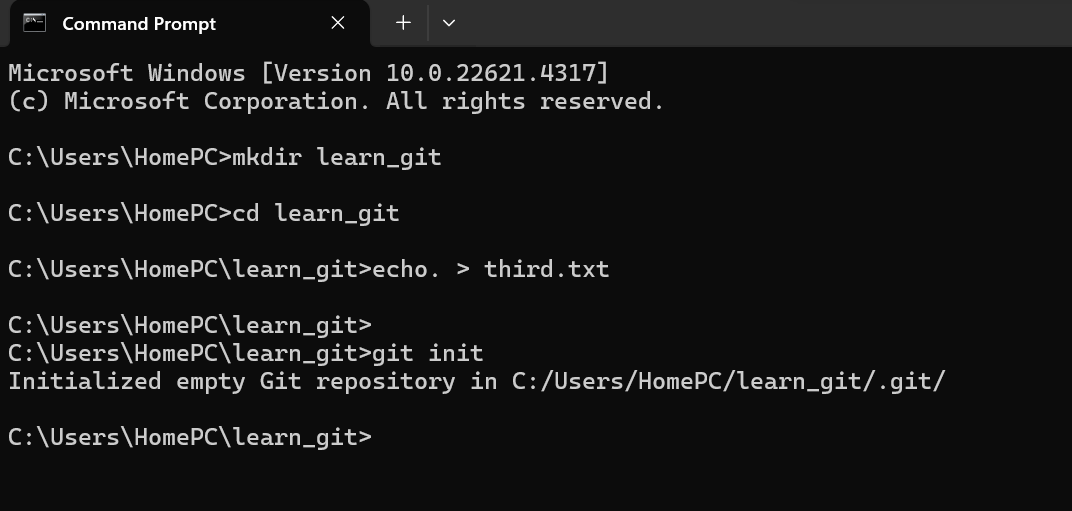 Command Prompt
Microsoft Windows [Version 10.0.22621.4317]
(c) Microsoft Corporation. All rights reserved.
C:\Users\HomePC>mkdir learn_git
C:\Users\HomePC>cd learn_git
C:\Users\HomePC\learn_git>echo. > third.txt
C:\Users\HomePC\learn_git>
C:\Users\HomePC\learn_git>git init
Initialized empty Git repository in C:/Users/HomePC/learn_git/.git/
C:\Users\HomePC\learn_git>